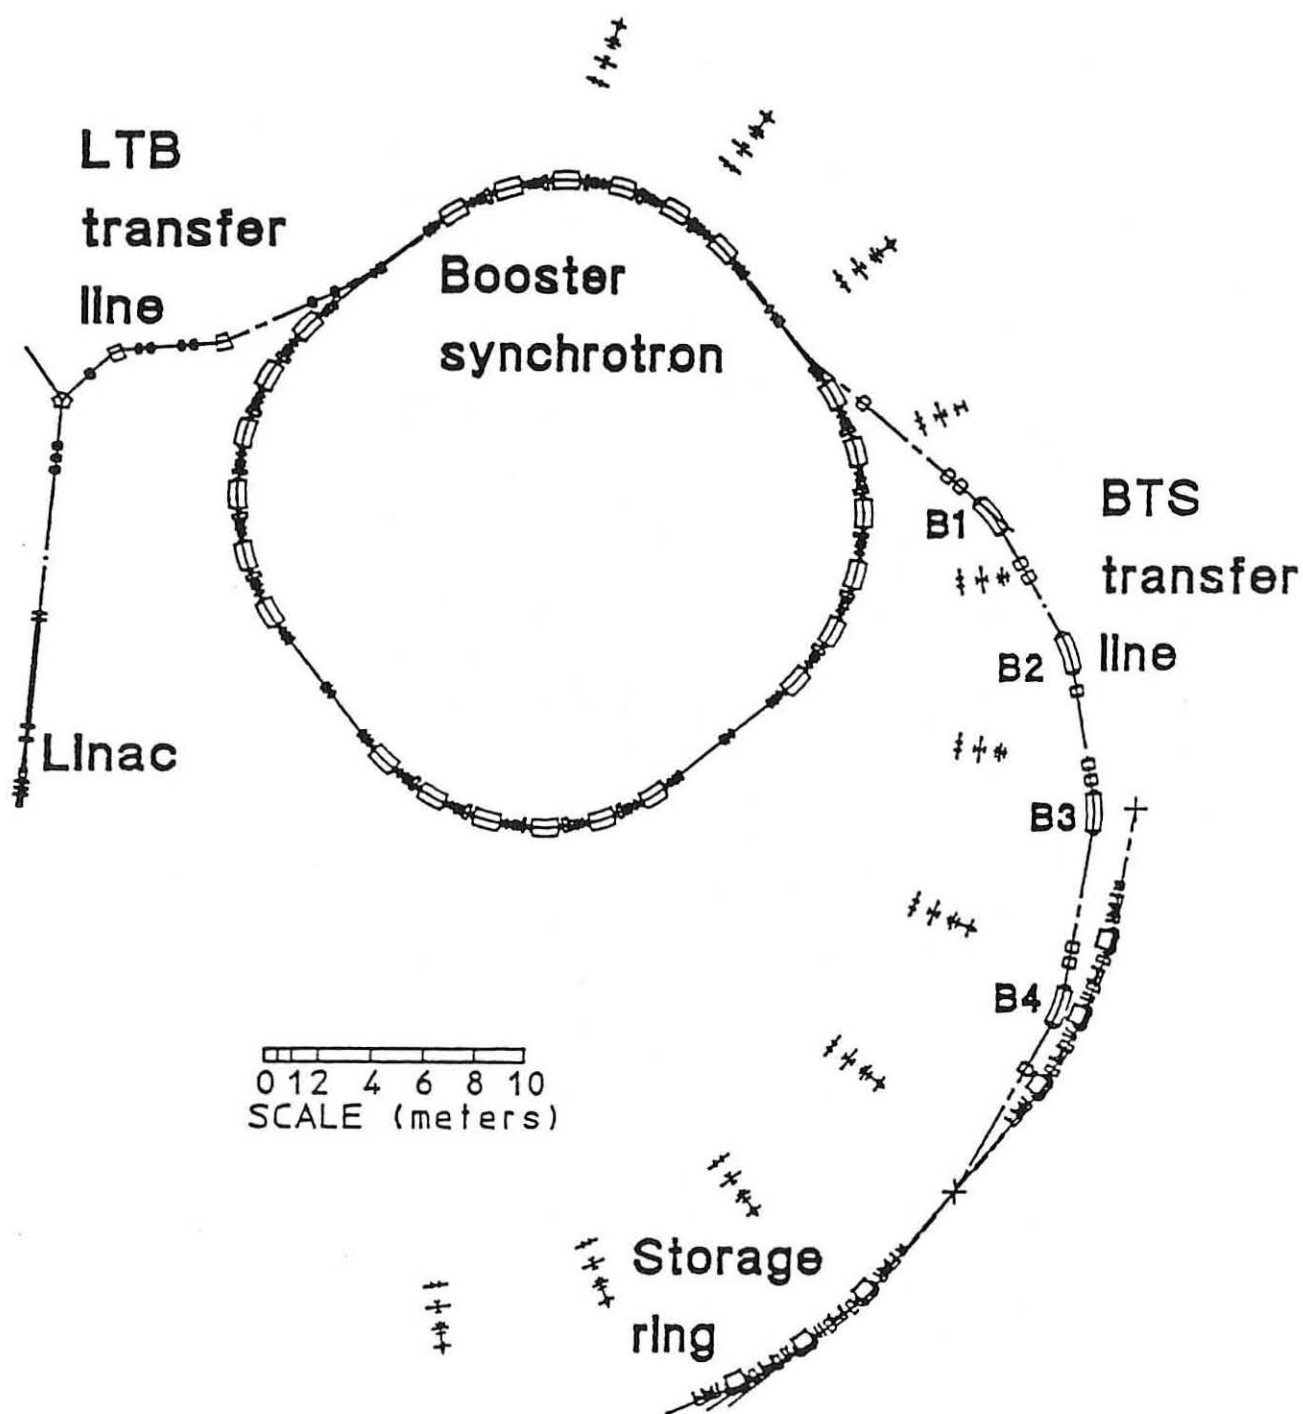 LTB
transfer
line
Booster
synchrotron
B1
BTS
transfer
line
B2
Linac
B3
B4
0 1 2 4 6 8 10
SCALE (meters)
Storage
ring